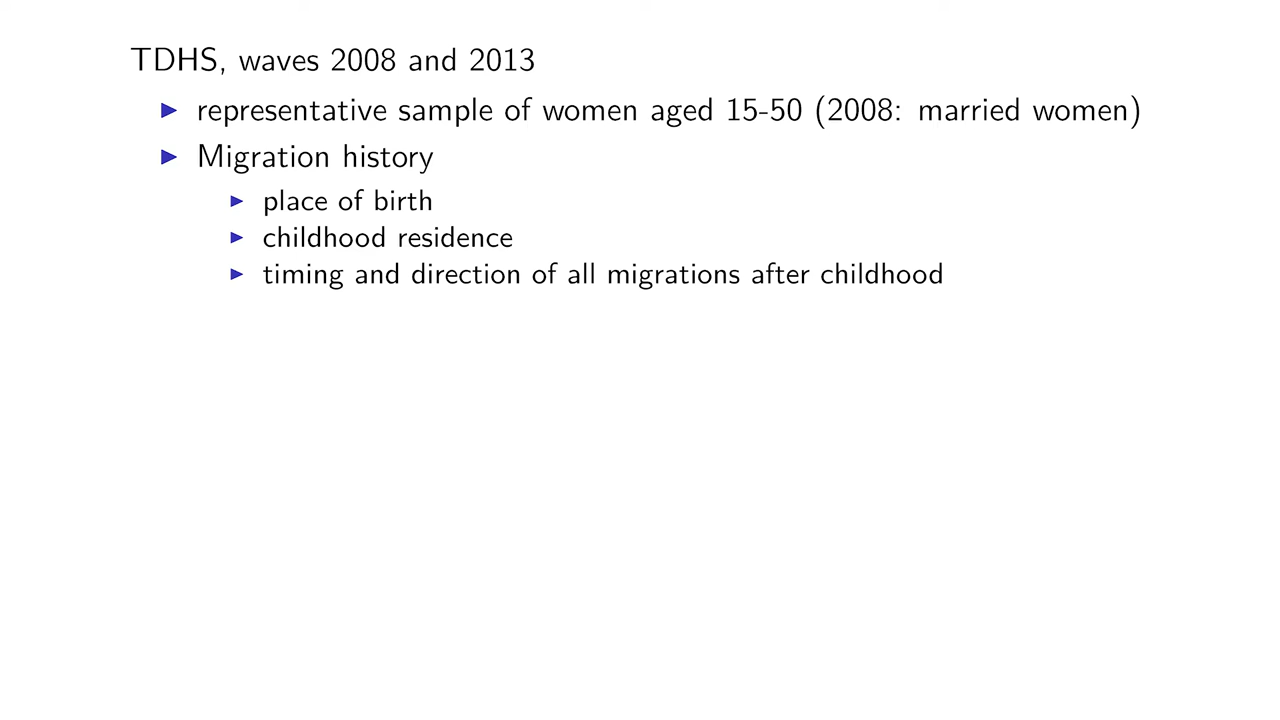 TDHS, waves 2008 and 2013
▶ representative sample of women aged 15-50 (2008: married women)
▶ Migration history
▶ place of birth
▶ childhood residence
▶ timing and direction of all migrations after childhood